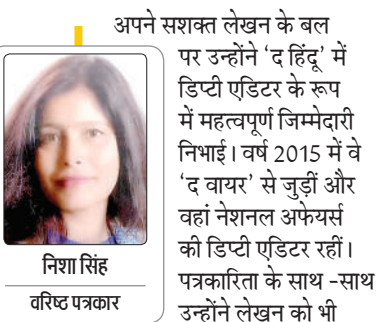 अपने सशक्त लेखन के बल
पर उन्होंने ‘द हिंदू’ में
डिप्टी एडिटर के रूप
में महत्वपूर्ण जिम्मेदारी
निभाई। वर्ष 2015 में वे
‘द वायर’ से जुड़ीं और
वहां नेशनल अफेयर्स
की डिप्टी एडिटर रहीं।
पत्रकारिता के साथ -साथ
उन्होंने लेखन को भी
निशा सिंह
वरिष्ठ पत्रकार